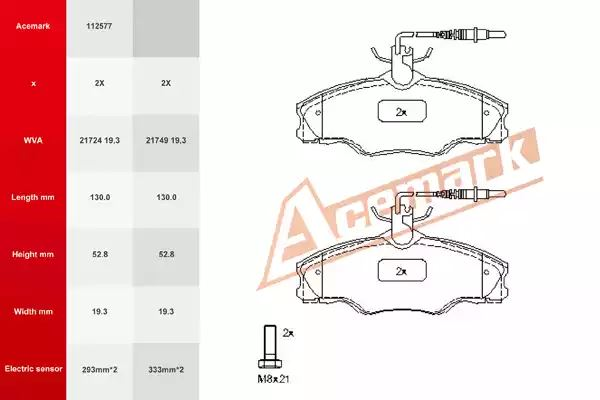 Acemark 112577
x 2X 2X
WVA 21724 19,3 21749 19,3
Length mm 130.0 130.0
Height mm 52.8 52.8
Width mm 19.3 19.3
Electric sensor 293mm*2 333mm*2
2x
2x
Acemark
2x
M8x21